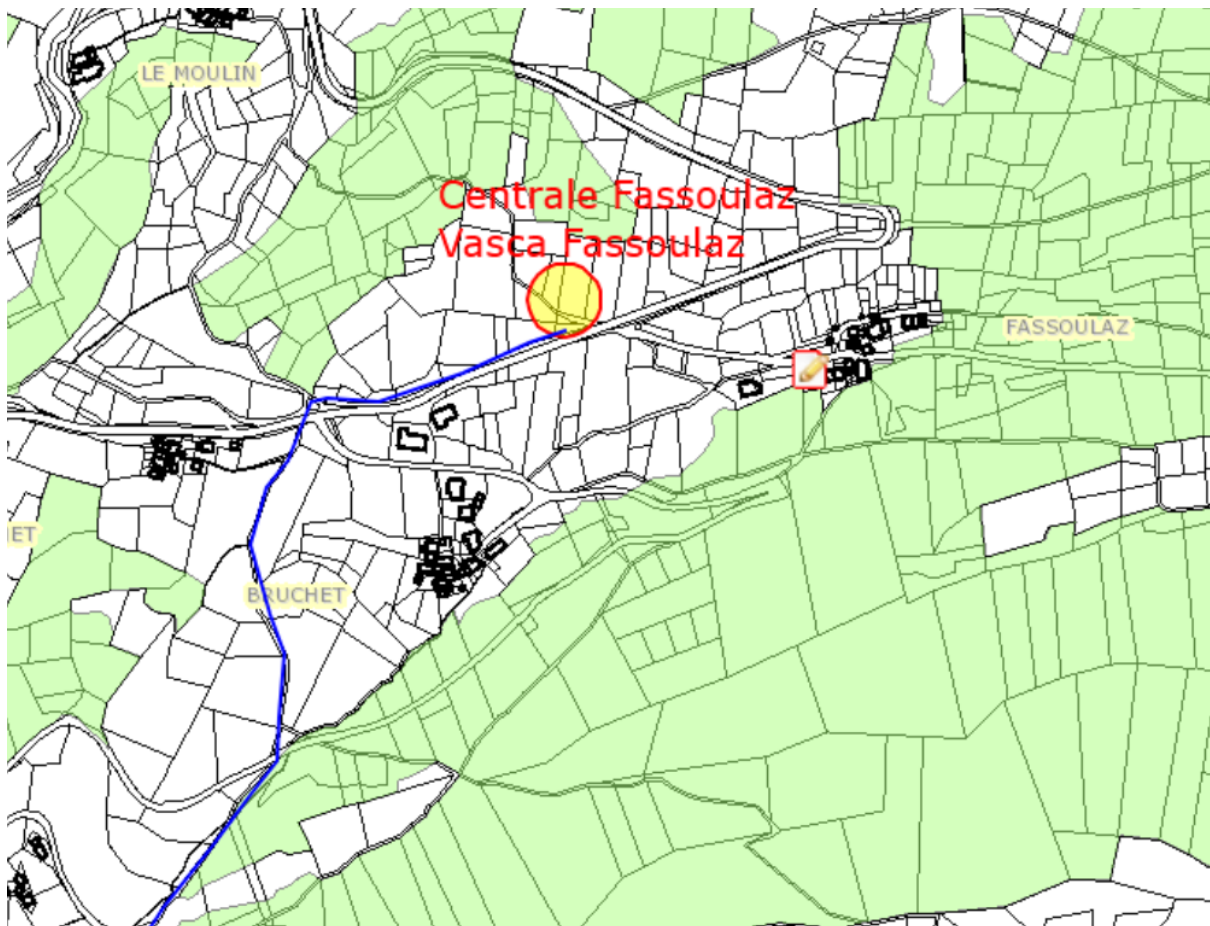 LE MOULIN
Centrale Fassoulaz
Vasca Fassoulaz
FASSOULAZ
ET
BRUCHET